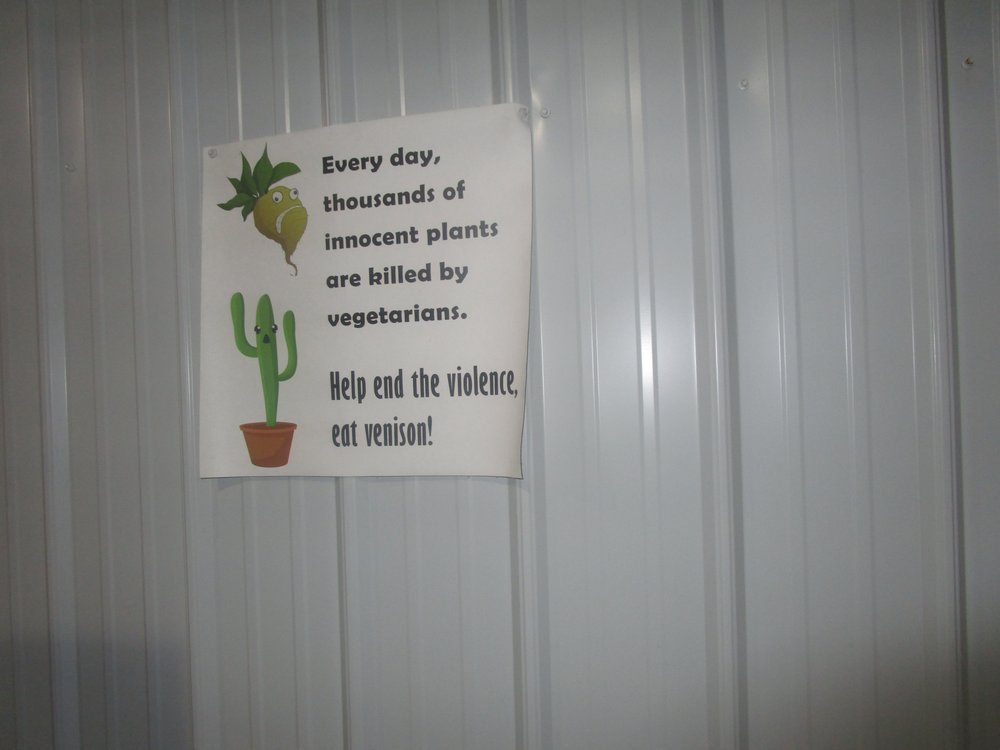 Every day,
thousands of
innocent plants
are killed by
vegetarians.
Help end the violence,
eat venison!